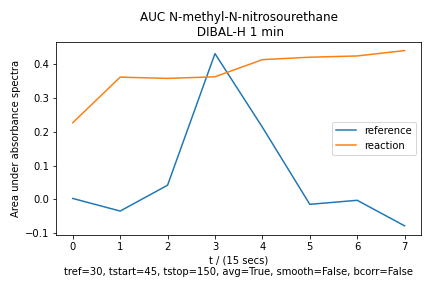 AUC N-methyl-N-nitrosourethane
DIBAL-H 1 min
Area under absorbance spectra
0.4
0.3
0.2
0.1
0.0
−0.1
reference
reaction
0 1 2 3 4 5 6 7
t / (15 secs)
tref=30, tstart=45, tstop=150, avg=True, smooth=False, bcorr=False